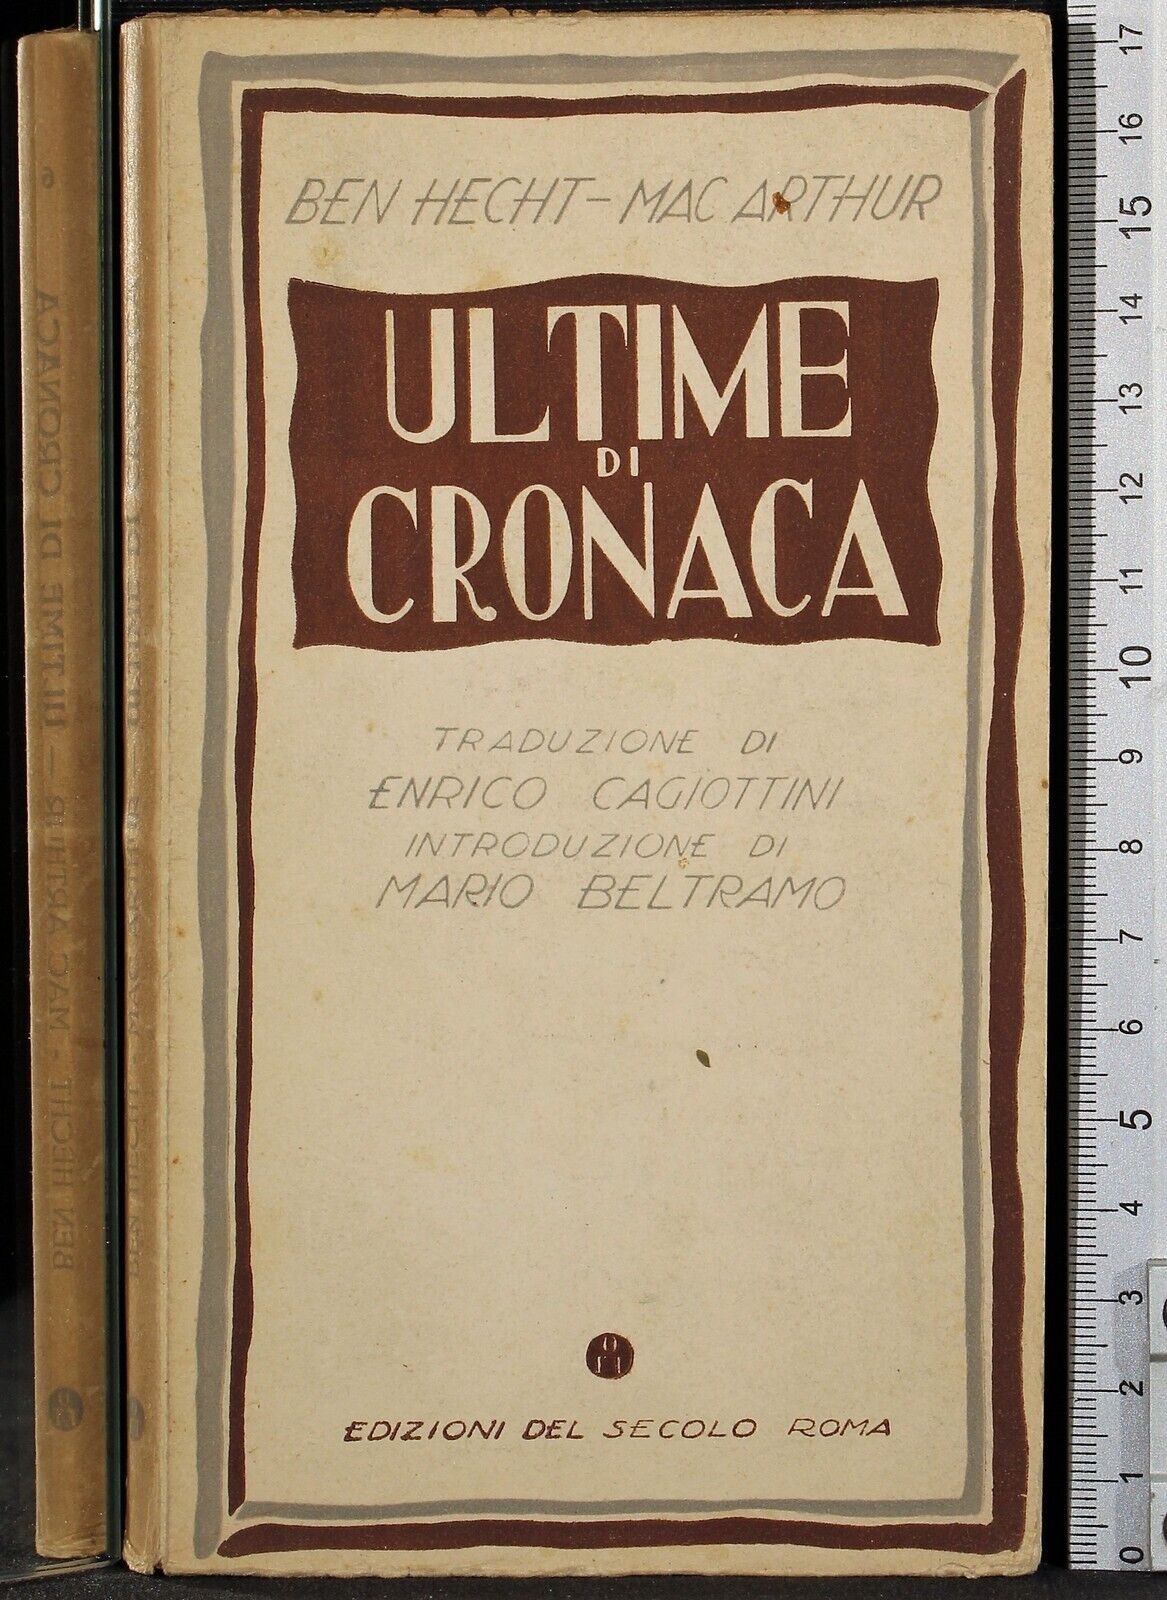 BEN HECHT - MAC ARTHUR
ULTIME
DI
CRONACA
TRADUZIONE DI
ENRICO CAGIOTTINI
INTRODUZIONE DI
MARIO BELTRAMO
EDIZIONI DEL SECOLO ROMA
BEN HECHT - MAC ARTHUR — ULTIME DI CRONACA
17
16
15
14
13
12
11
10
9
8
7
6
5
4
3
2
1
0